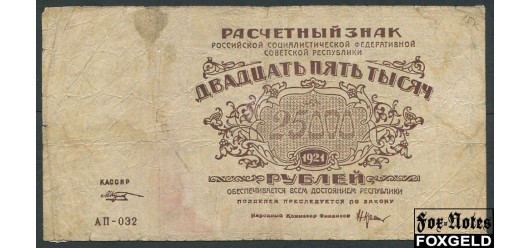 РАСЧЕТНЫЙ ЗНАК
РОССИЙСКОЙ СОЦИАЛИСТИЧЕСКОЙ ФЕДЕРАТИВНОЙ
СОВЕТСКОЙ РЕСПУБЛИКИ
ДВАДЦАТЬ ПЯТЬ ТЫСЯЧ
25000
1921
РУБЛЕЙ
ОБЕСПЕЧИВАЕТСЯ ВСЕМ ДОСТОЯНИЕМ РЕСПУБЛИКИ
ПОДДЕЛКА ПРЕСЛЕДУЕТСЯ ПО ЗАКОНУ
КАССИР
Народный Комиссар Финансов
АП-032
Fox-Notes
FOXGELD